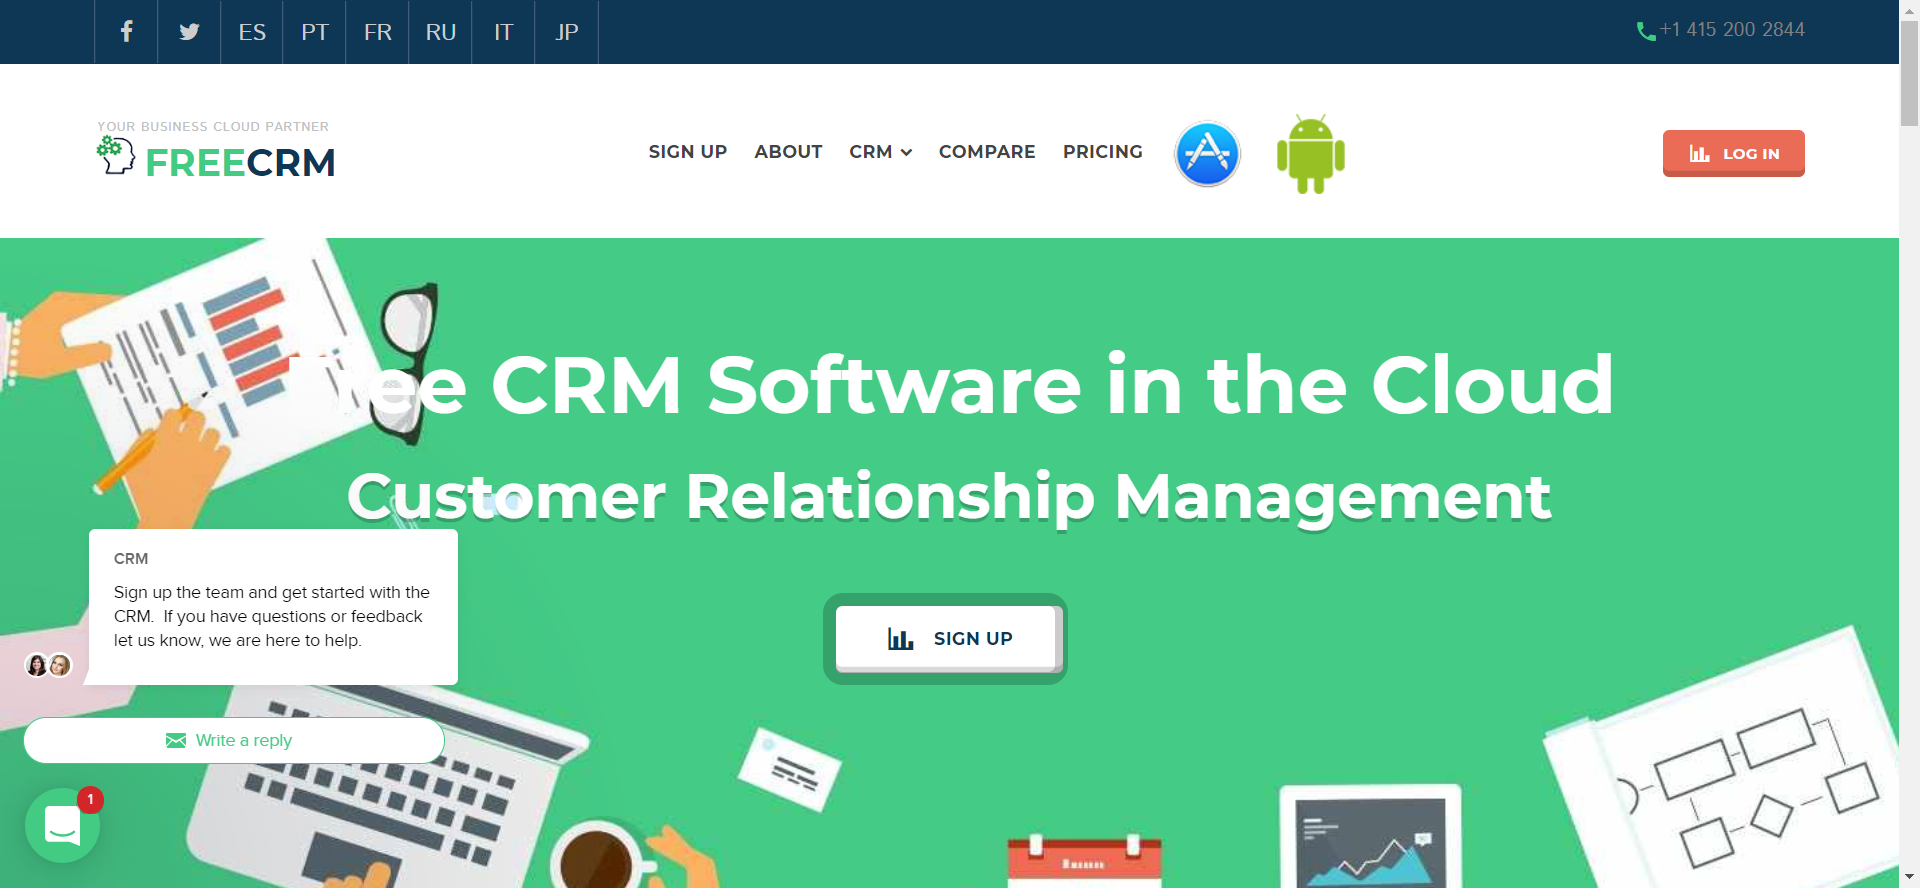 ES PT FR RU IT JP
+1 415 200 2844
YOUR BUSINESS CLOUD PARTNER
FREECRM
SIGN UP ABOUT CRM COMPARE PRICING
LOG IN
Free CRM Software in the Cloud
Customer Relationship Management
SIGN UP
CRM
Sign up the team and get started with the
CRM. If you have questions or feedback
let us know, we are here to help.
Write a reply
1